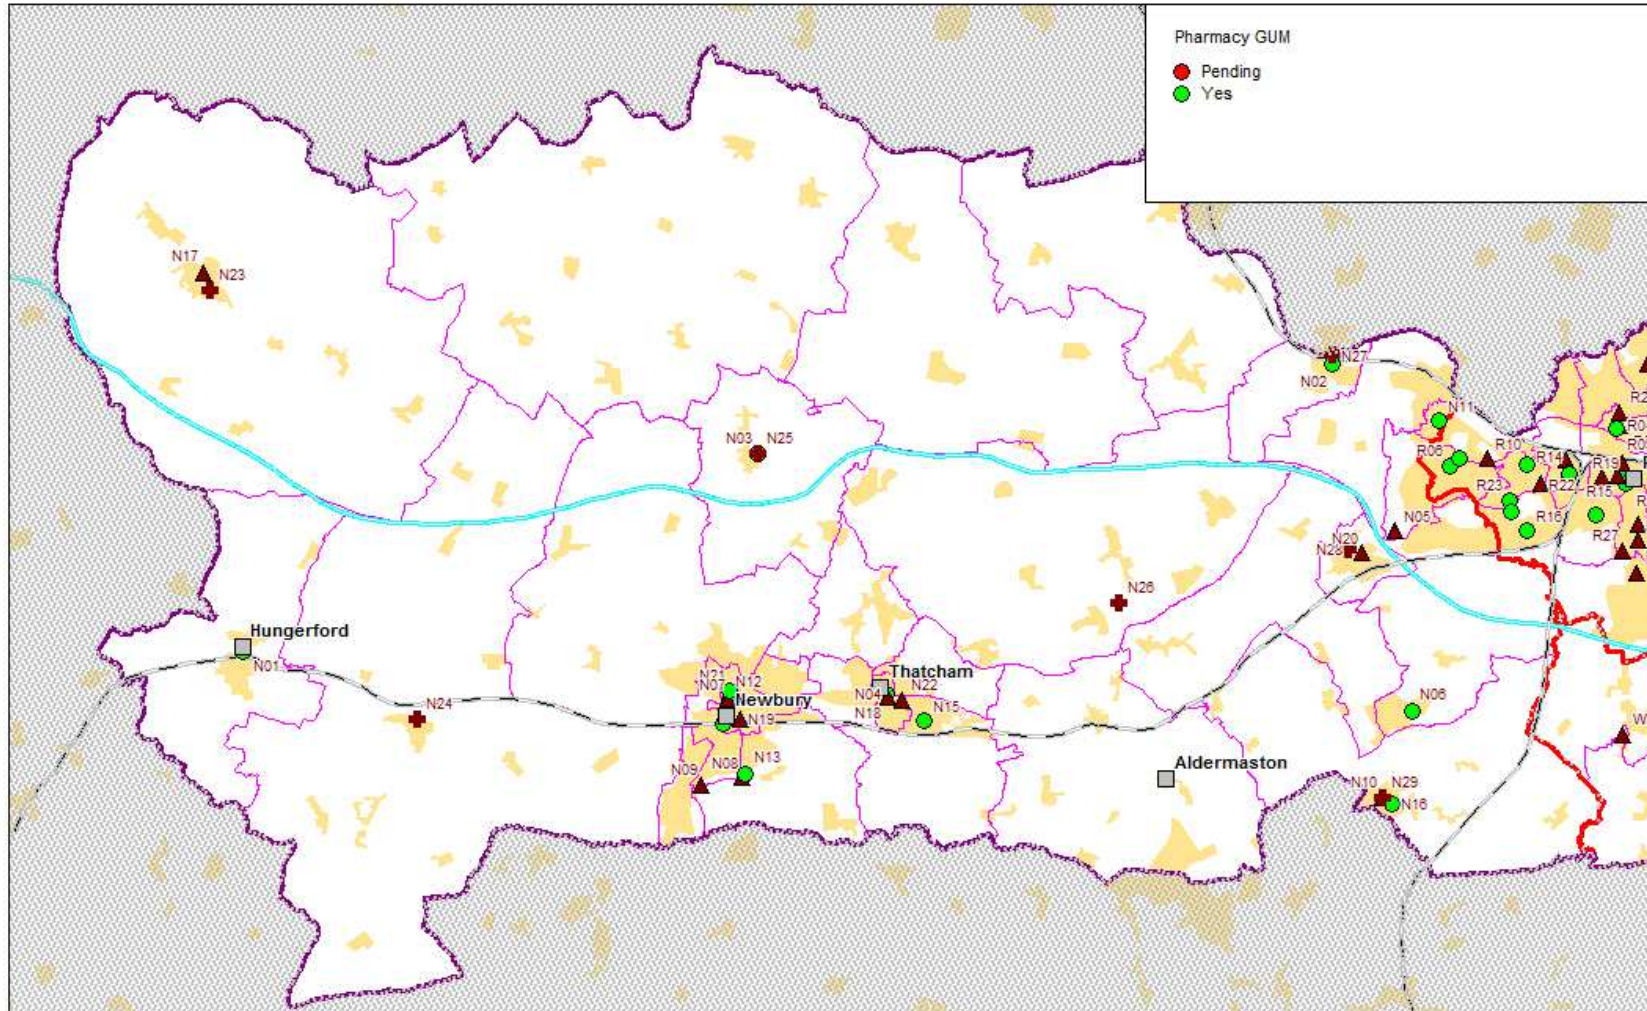 Pharmacy GUM
Pending
Yes
N17
N23
N27
N02
N03
N25
N11
R06
R10
R14
R19
R23
R22
R15
R16
R27
N05
N20
N28
N26
Hungerford
N01
N24
N21
N07
N12
Newbury
N19
Thatcham
N04
N22
N18
N15
N06
N09
N08
N13
Aldermaston
N10
N29
N16